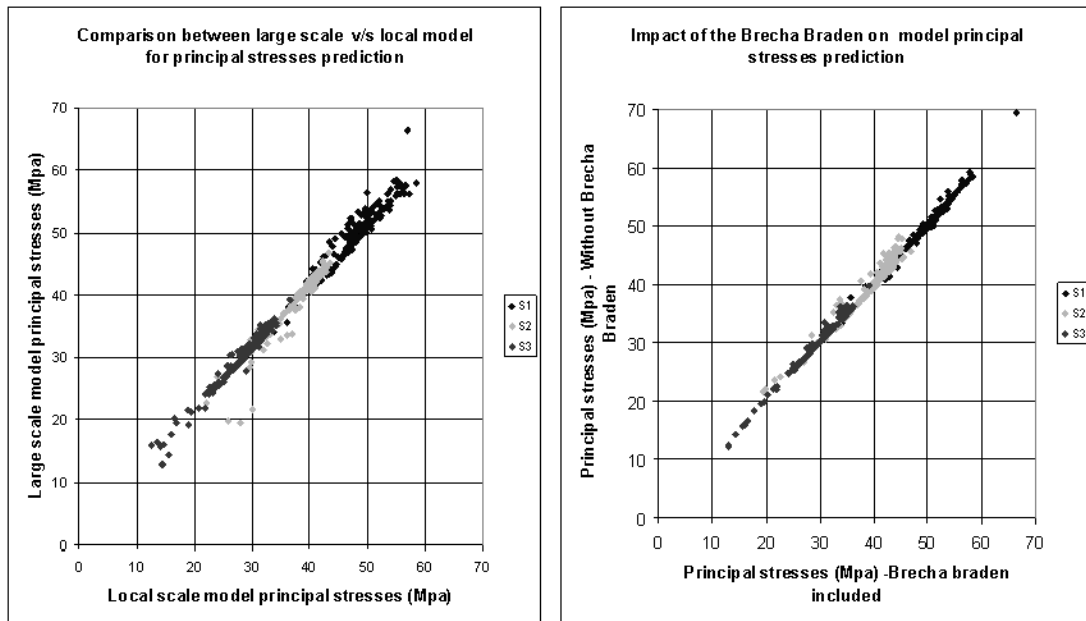 Comparison between large scale v/s local model
for principal stresses prediction
Large scale model principal stresses (Mpa)
70
60
50
40
30
20
10
0
0 10 20 30 40 50 60 70
Local scale model principal stresses (Mpa)
S1
S2
S3
Impact of the Brecha Braden on model principal
stresses prediction
Principal stresses (Mpa) - Without Brecha
Braden
70
60
50
40
30
20
10
0
0 10 20 30 40 50 60 70
Principal stresses (Mpa) -Brecha braden
included
S1
S2
S3